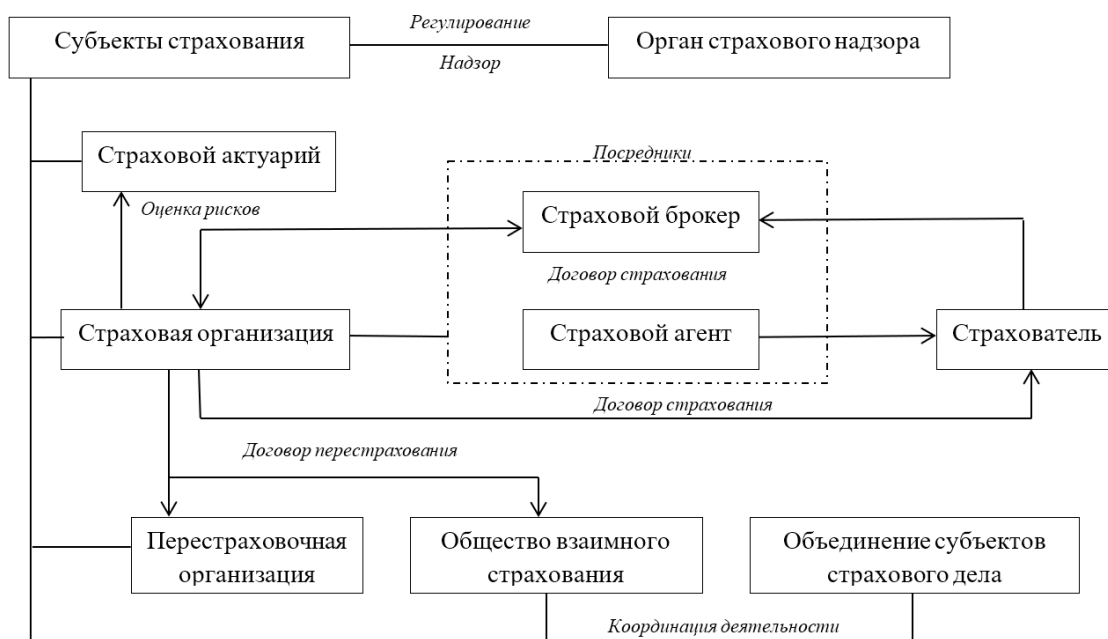 Регулирование
Субъекты страхования
Орган страхового надзора
Надзор
Страховой актуарий
Посредники
Оценка рисков
Страховой брокер
Договор страхования
Страховая организация
Страховой агент
Страхователь
Договор страхования
Договор перестрахования
Перестраховочная
организация
Общество взаимного
страхования
Объединение субъектов
страхового дела
Координация деятельности